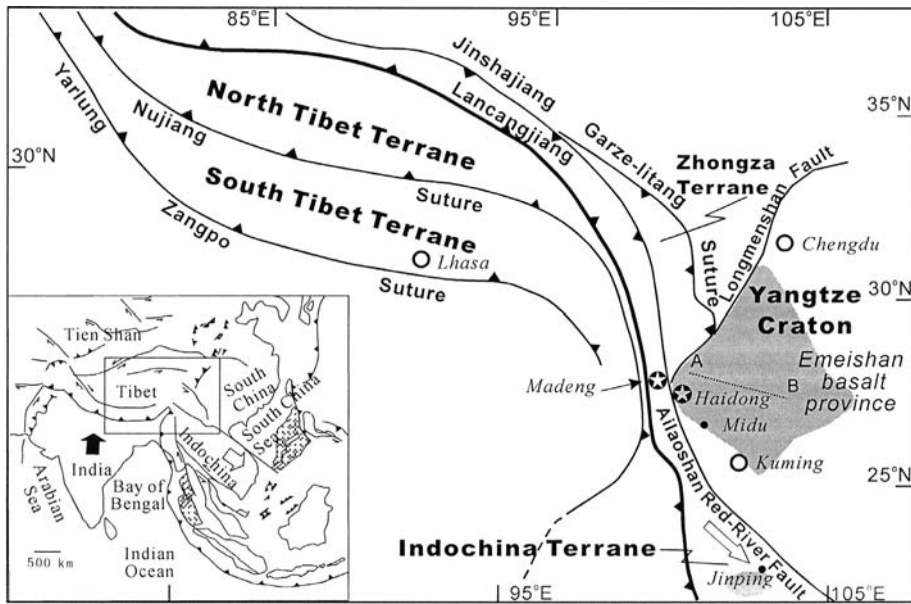 85°E
95°E
105°E
35°N
30°N
30°N
25°N
95°E
105°E
Jinshajiang
Lancangjiang
Garze-litang
Suture
Zhongza
Terrane
Longmenshan Fault
Chengdu
North Tibet Terrane
Nujiang
Suture
South Tibet Terrane
Yarlung
Zangpo
Suture
Lhasa
Yangtze
Craton
Emeishan
basalt
province
A
B
Madeng
Haidong
Midu
Kuming
Ailaoshan Red-River Fault
Indochina Terrane
Jinping
Tien Shan
Tibet
South
China
South China
Sea
Indochina
India
Arabian
Sea
Bay of
Bengal
Indian
Ocean
500 km